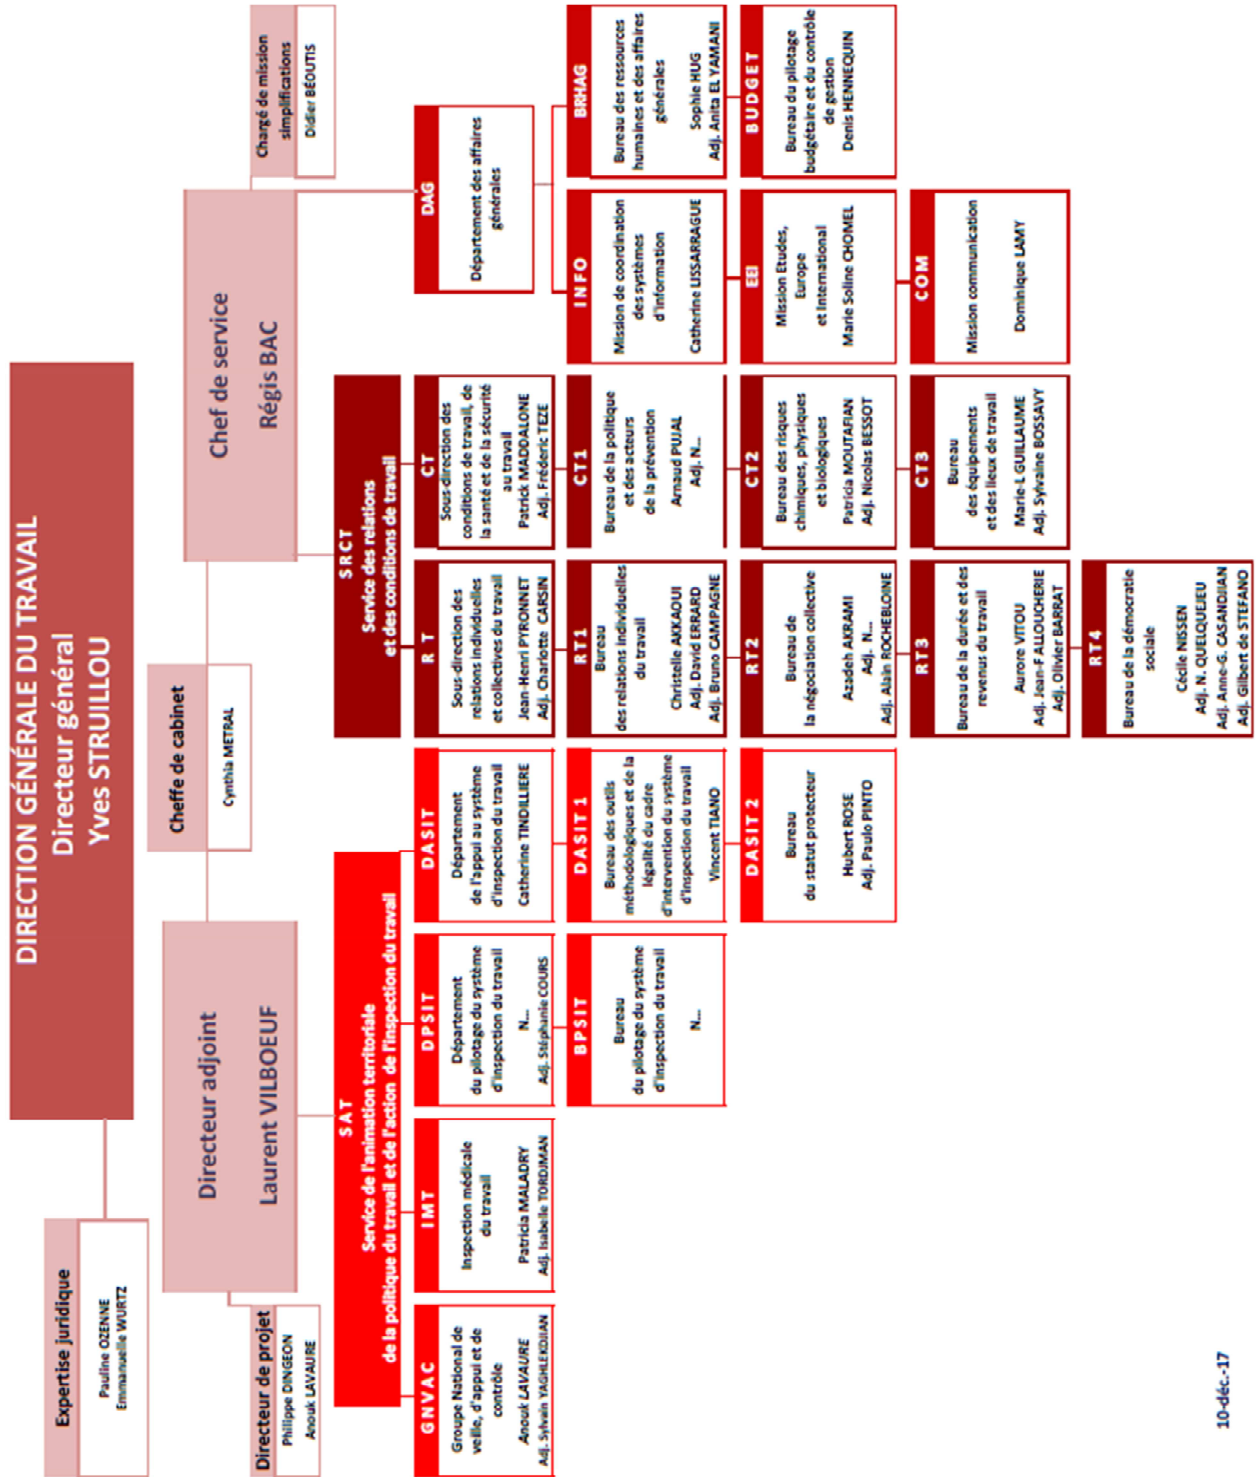 DIRECTION GÉNÉRALE DU TRAVAIL
Directeur général
Yves STRUILLOU
Expertise juridique
Pauline OZENNE
Emmanuelle WURTZ
Cheffe de cabinet
Cynthia METRAL
Directeur adjoint
Laurent VILBOEUF
Chef de service
Régis BAC
Directeur de projet
Philippe DINGEON
Anouk LAVAURE
Chargé de mission
simplifications
Didier BÉOUTIS
SAT
Service de l'animation territoriale
de la politique du travail et de l'action de l'inspection du travail
GNVAC
Groupe National de
veille, d'appui et de
contrôle
Anouk LAVAURE
Adj. Sylvain YAGHLEKDJIAN
IMT
Inspection médicale
du travail
Patricia MALADRY
Adj. Isabelle TORDJMAN
DPSIT
Département
du pilotage du système
d'inspection du travail
N...
Adj. Stéphanie COURS
BPSIT
Bureau
du pilotage du système
d'inspection du travail
N...
DASIT
Département
de l'appui au système
d'inspection du travail
Catherine TINDILLIERE
DASIT 1
Bureau des outils
méthodologiques et de la
légalité du cadre
d'intervention du système
d'inspection du travail
Vincent TIANO
DASIT 2
Bureau
du statut protecteur
Hubert ROSE
Adj. Paulo PINTO
SRCT
Service des relations
et des conditions de travail
RT
Sous-direction des
relations individuelles
et collectives du travail
Jean-Henri PYRONNET
Adj. Charlotte CARSIN
RT1
Bureau
des relations individuelles
du travail
Christelle AKKAOUI
Adj. David ERRARD
Adj. Bruno CAMPAGNE
RT2
Bureau de
la négociation collective
Azadeh AKRAMI
Adj. N...
Adj. Alain ROCHEBLOINE
RT3
Bureau de la durée et des
revenus du travail
Aurore VITOU
Adj. Jean-F ALLOUCHERIE
Adj. Olivier BARRAT
RT4
Bureau de la démocratie
sociale
Cécile NISSEN
Adj. N. QUELQUEJEU
Adj. Anne-G. CASANDJIAN
Adj. Gilbert de STEFANO
CT
Sous-direction des
conditions de travail, de
la santé et de la sécurité
au travail
Patrick MADDALONE
Adj. Fréderic TEZE
CT1
Bureau de la politique
et des acteurs
de la prévention
Arnaud PUJAL
Adj. N...
CT2
Bureau des risques
chimiques, physiques
et biologiques
Patricia MOUTAFIAN
Adj. Nicolas BESSOT
CT3
Bureau
des équipements
et des lieux de travail
Marie-L GUILLAUME
Adj. Sylvaine BOSSAVY
DAG
Département des affaires
générales
INFO
Mission de coordination
des systèmes
d'information
Catherine LISSARRAGUE
EEI
Mission Etudes,
Europe
et International
Marie Soline CHOMEL
COM
Mission communication
Dominique LAMY
BRHAG
Bureau des ressources
humaines et des affaires
générales
Sophie HUG
Adj. Anita EL YAMANI
BUDGET
Bureau du pilotage
budgétaire et du contrôle
de gestion
Denis HENNEQUIN
10-déc.-17